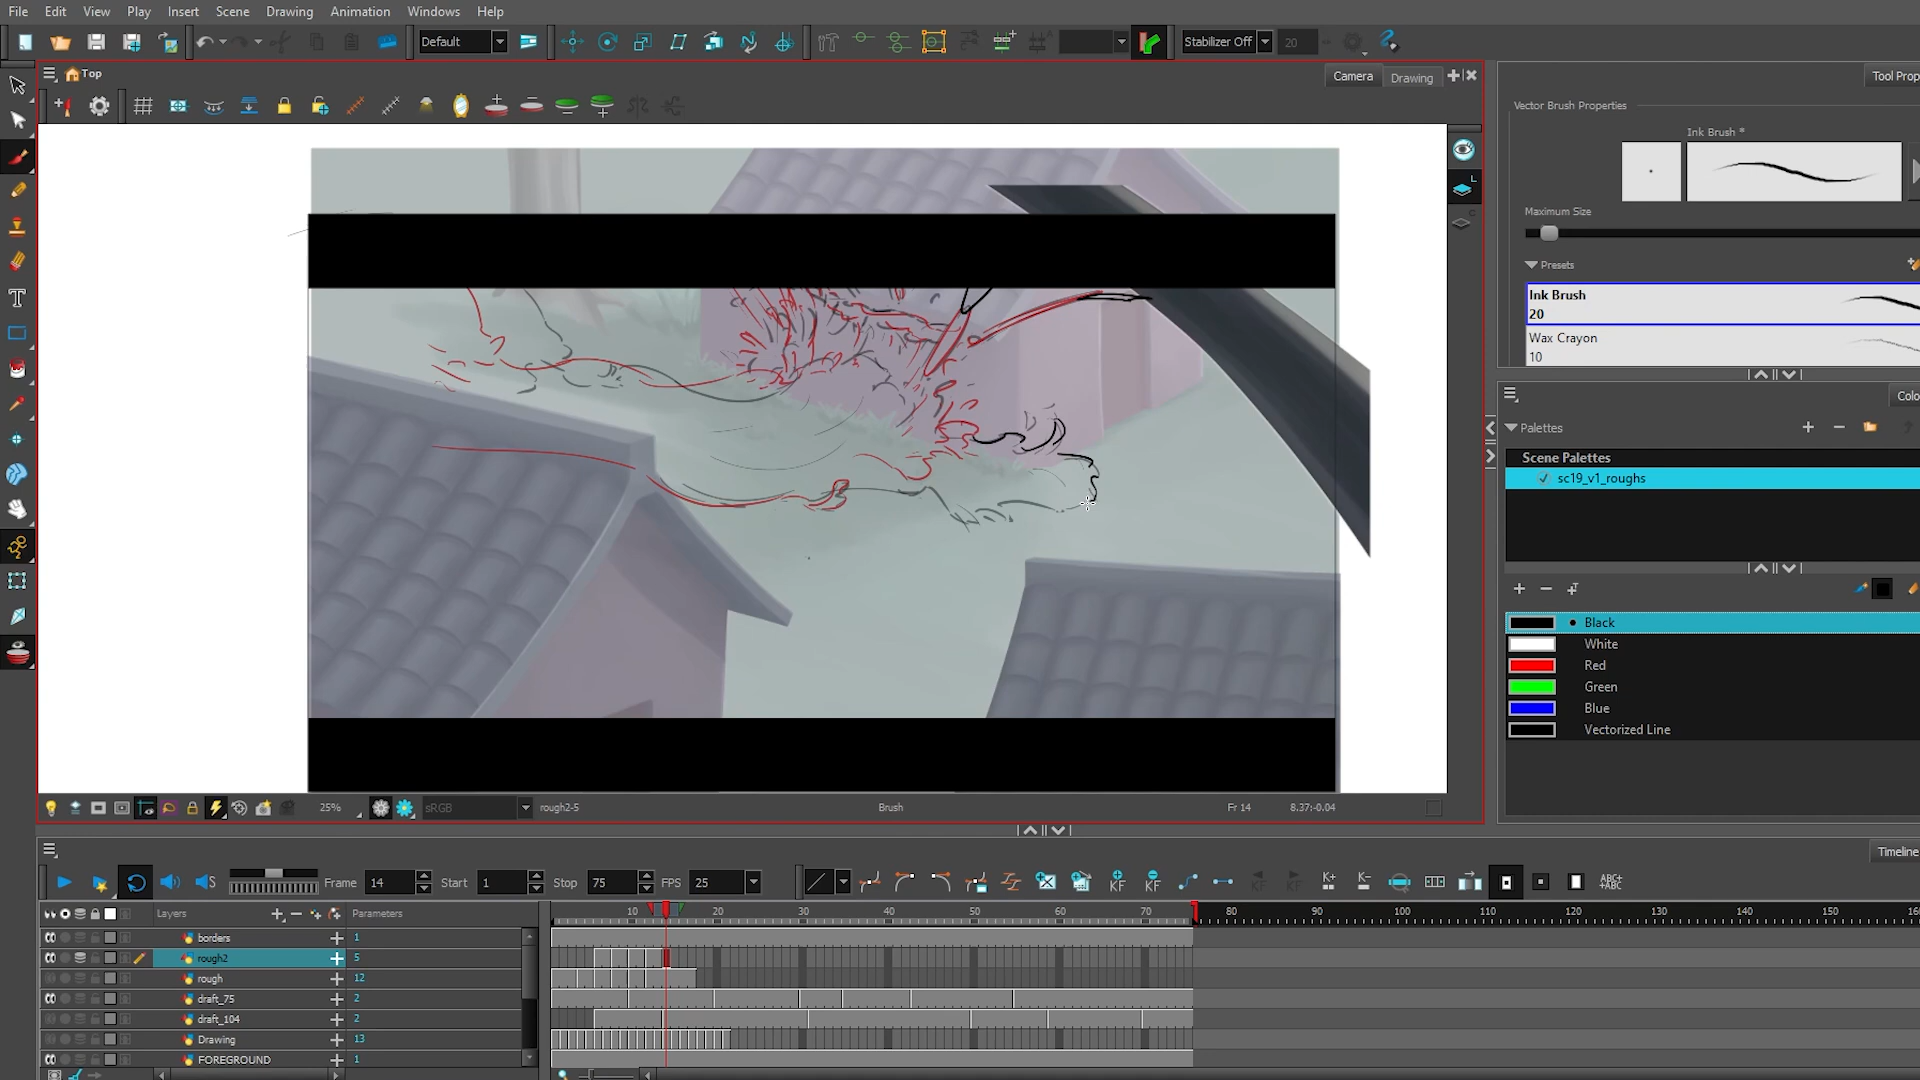 File Edit View Play Insert Scene Drawing Animation Windows Help
Default
Stabilizer Off
20
Top
Camera
Drawing
Tool Prop
Vector Brush Properties
Ink Brush *
Maximum Size
Presets
Ink Brush
20
Wax Crayon
10
Colo
Palettes
Scene Palettes
sc19_v1_roughs
Black
White
Red
Green
Blue
Vectorized Line
25%
sRGB
rough2-5
Brush
Fr 14
8.37:-0.04
Timeline
Frame 14 Start 1 Stop 75 FPS 25
Layers
Parameters
10 20 30 40 50 60 70 80 90 100 110 120 130 140 150 160
borders 1
rough2 5
rough 12
draft_75 2
draft_104 2
Drawing 13
FOREGROUND 1